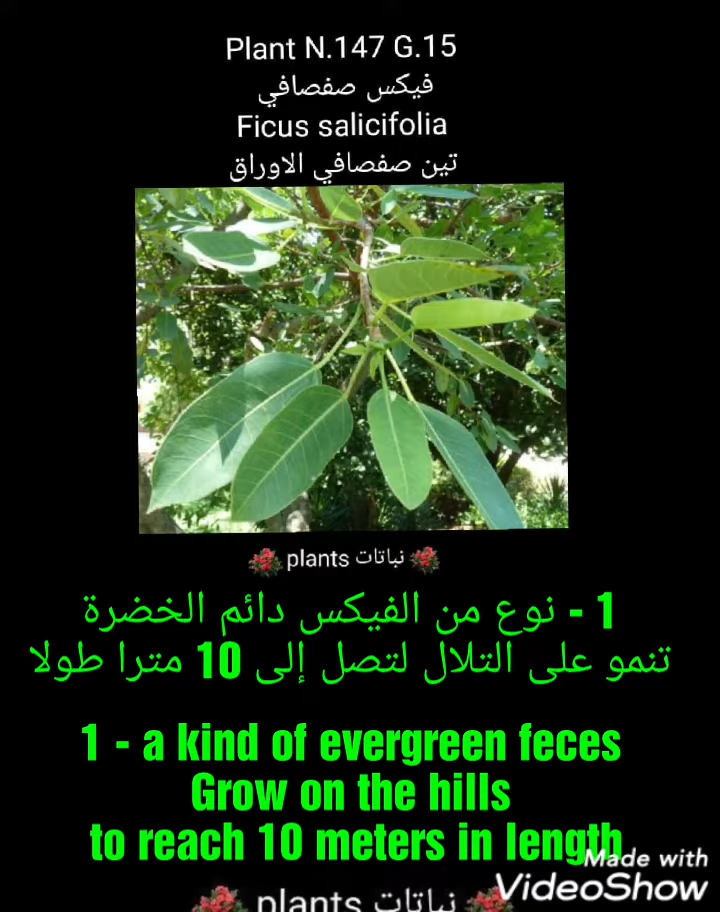 Plant N.147 G.15
فيكس صفصافي
Ficus salicifolia
تين صفصافي الاوراق
نباتات plants
1 - نوع من الفيكس دائم الخضرة
تنمو على التلال لتصل إلى 10 مترا طولا
1 - a kind of evergreen feces
Grow on the hills
to reach 10 meters in length
Made with
VideoShow
نباتات plants